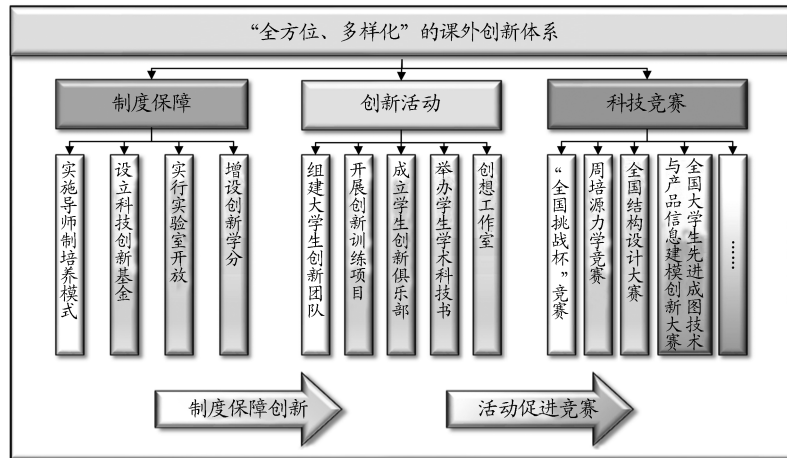 “全方位、多样化”的课外创新体系
制度保障
创新活动
科技竞赛
实施导师制培养模式
设立科技创新基金
实行实验室开放
增设创新学分
组建大学生创新团队
开展创新训练项目
成立学生创新俱乐部
举办学生学术科技书
创想工作室
“全国挑战杯”竞赛
周培源力学竞赛
全国结构设计大赛
全国大学生先进成图技术
与产品信息建模创新大赛
……
制度保障创新
活动促进竞赛